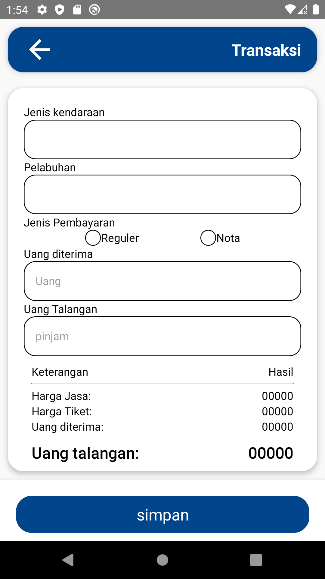 1:54
Transaksi
Jenis kendaraan
Pelabuhan
Jenis Pembayaran
Reguler Nota
Uang diterima
Uang
Uang Talangan
pinjam
Keterangan Hasil
Harga Jasa: 00000
Harga Tiket: 00000
Uang diterima: 00000
Uang talangan: 00000
simpan